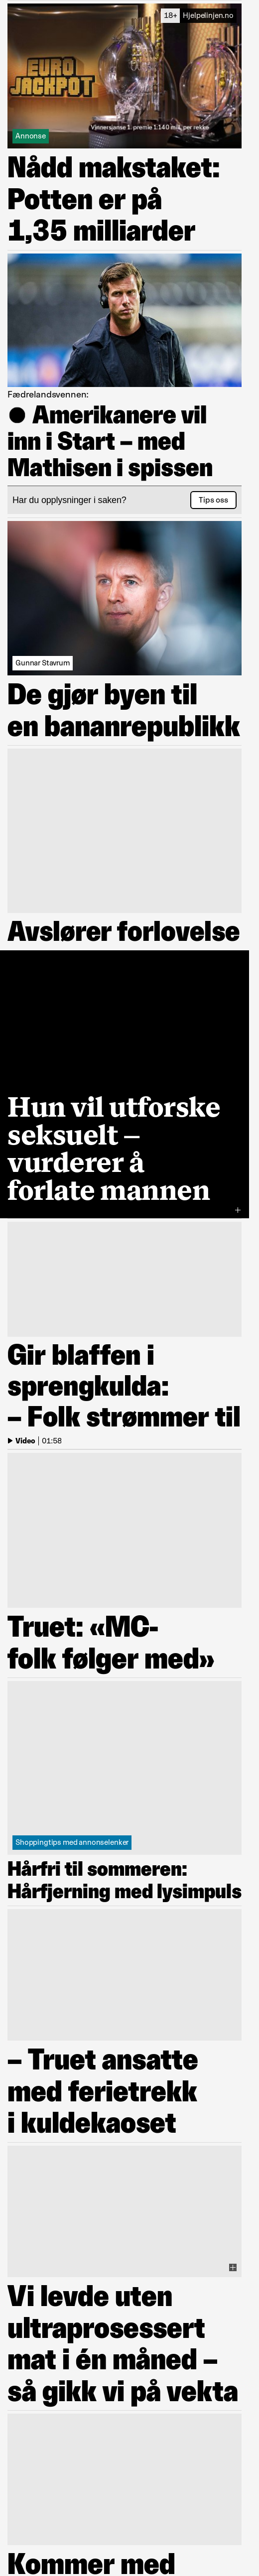 18+ Hjelpelinjen.no
EURO
JACKPOT
Vinnersjanse 1. premie 1:140 mill. per rekke
Annonse
Nådd makstaket:
Potten er på
1,35 milliarder
Fædrelandsvennen:
● Amerikanere vil
inn i Start – med
Mathisen i spissen
Har du opplysninger i saken?
Tips oss
Gunnar Stavrum
De gjør byen til
en bananrepublikk
Avslører forlovelse
Hun vil utforske
seksuelt –
vurderer å
forlate mannen
Gir blaffen i
sprengkulda:
– Folk strømmer til
Video | 01:58
Truet: «MC-
folk følger med»
Shoppingtips med annonselenker
Hårfri til sommeren:
Hårfjerning med lysimpuls
– Truet ansatte
med ferietrekk
i kuldekaoset
Vi levde uten
ultraprosessert
mat i én måned –
så gikk vi på vekta
Kommer med